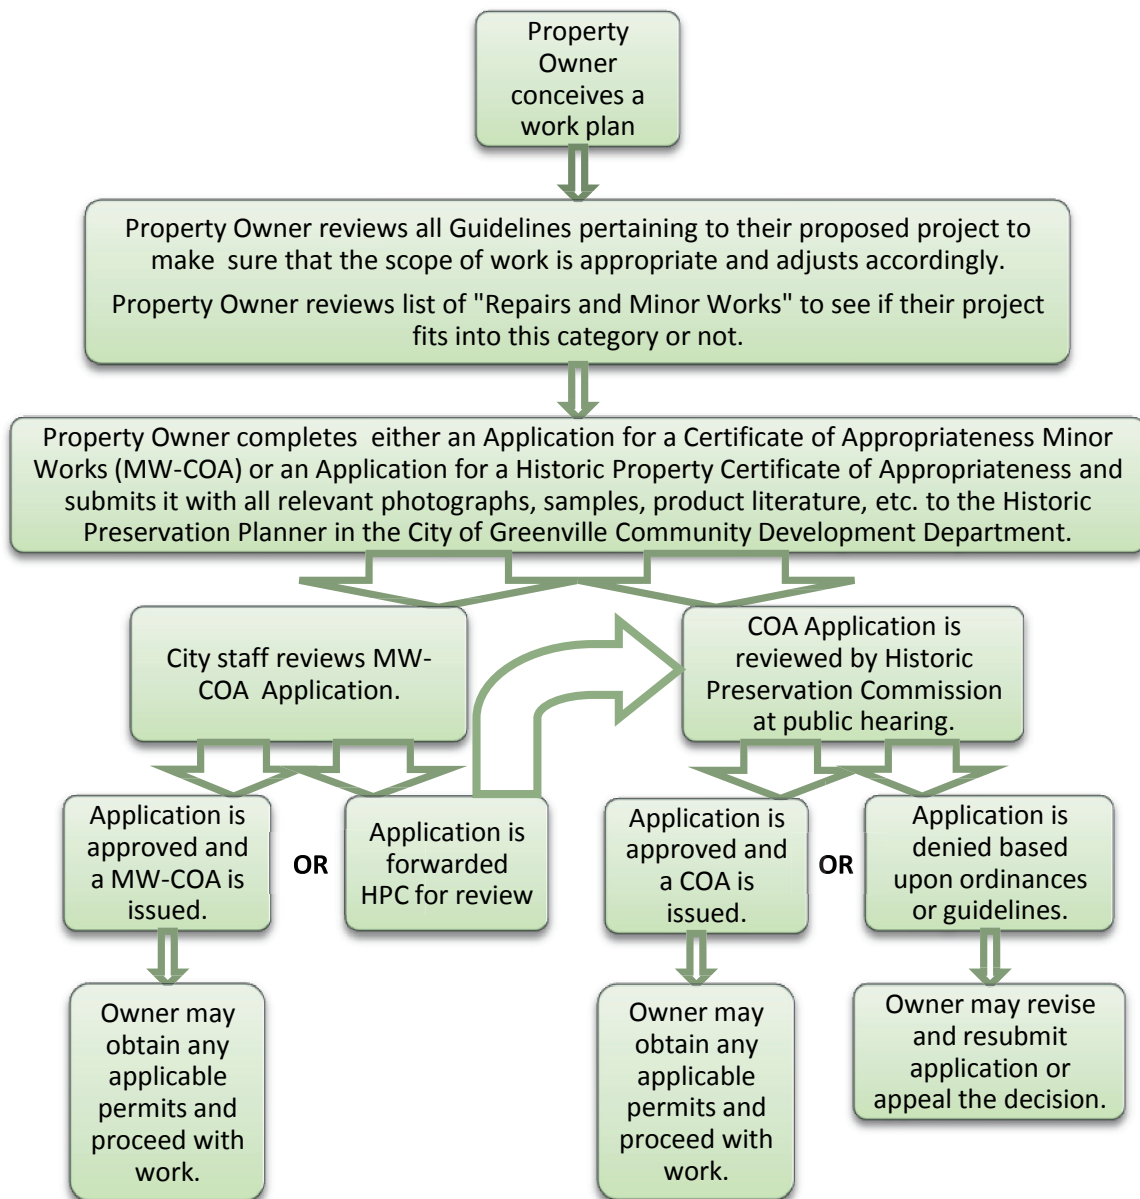 Property
Owner
conceives a
work plan
Property Owner reviews all Guidelines pertaining to their proposed project to
make sure that the scope of work is appropriate and adjusts accordingly.
Property Owner reviews list of "Repairs and Minor Works" to see if their project
fits into this category or not.
Property Owner completes either an Application for a Certificate of Appropriateness Minor
Works (MW-COA) or an Application for a Historic Property Certificate of Appropriateness and
submits it with all relevant photographs, samples, product literature, etc. to the Historic
Preservation Planner in the City of Greenville Community Development Department.
City staff reviews MW-
COA Application.
COA Application is
reviewed by Historic
Preservation Commission
at public hearing.
Application is
approved and
a MW-COA is
issued.
OR
Application is
forwarded
HPC for review
Application is
approved and
a COA is
issued.
OR
Application is
denied based
upon ordinances
or guidelines.
Owner may
obtain any
applicable
permits and
proceed with
work.
Owner may
obtain any
applicable
permits and
proceed with
work.
Owner may revise
and resubmit
application or
appeal the decision.